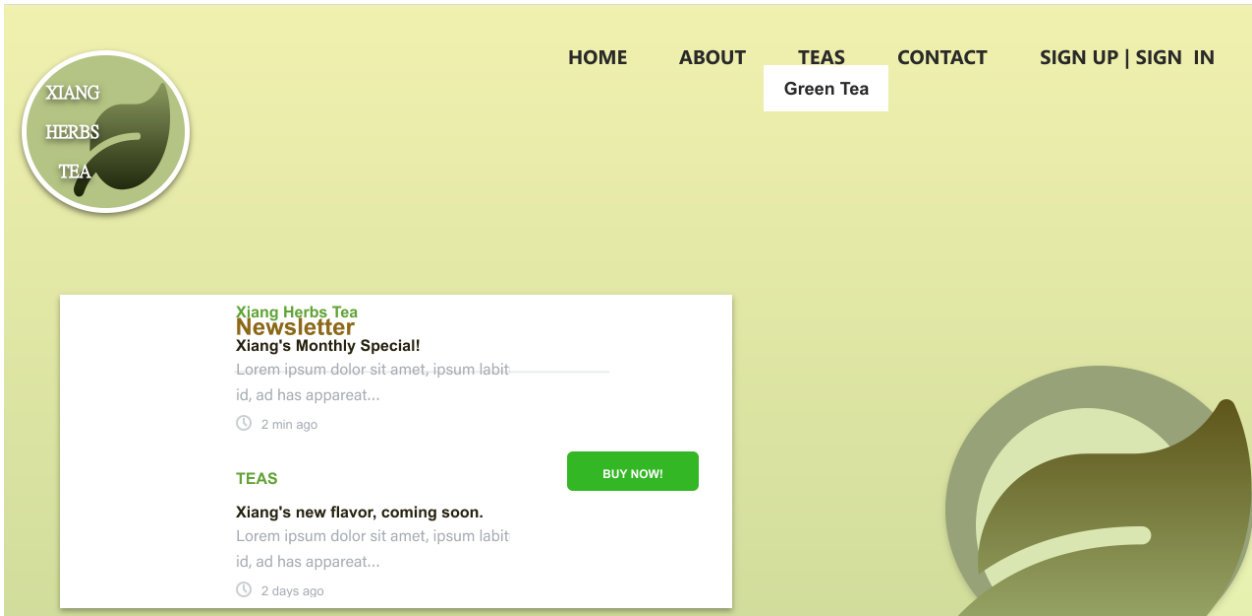 HOME ABOUT TEAS CONTACT SIGN UP | SIGN IN
Green Tea
XIANG
HERBS
TEA
Xiang Herbs Tea
Newsletter
Xiang's Monthly Special!
Lorem ipsum dolor sit amet, ipsum labit
id, ad has appareat...
2 min ago
BUY NOW!
TEAS
Xiang's new flavor, coming soon.
Lorem ipsum dolor sit amet, ipsum labit
id, ad has appareat...
2 days ago